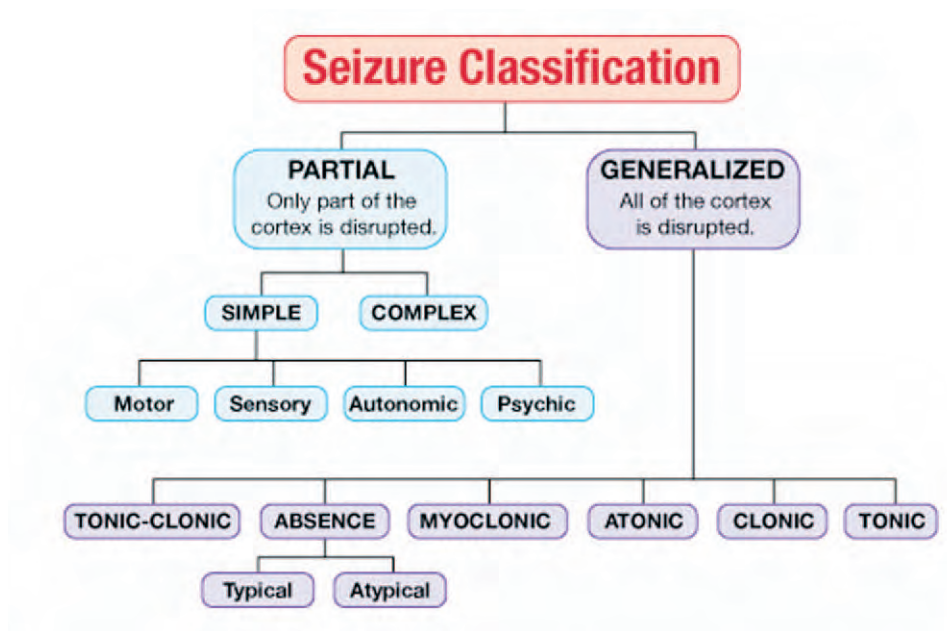 Seizure Classification
PARTIAL
Only part of the
cortex is disrupted.
GENERALIZED
All of the cortex
is disrupted.
SIMPLE
COMPLEX
Motor
Sensory
Autonomic
Psychic
TONIC-CLONIC
ABSENCE
MYOCLONIC
ATONIC
CLONIC
TONIC
Typical
Atypical